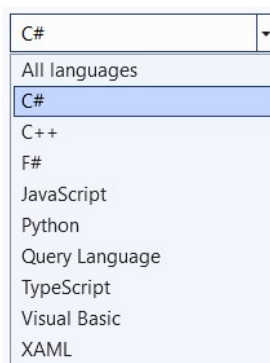 C#
All languages
C#
C++
F#
JavaScript
Python
Query Language
TypeScript
Visual Basic
XAML